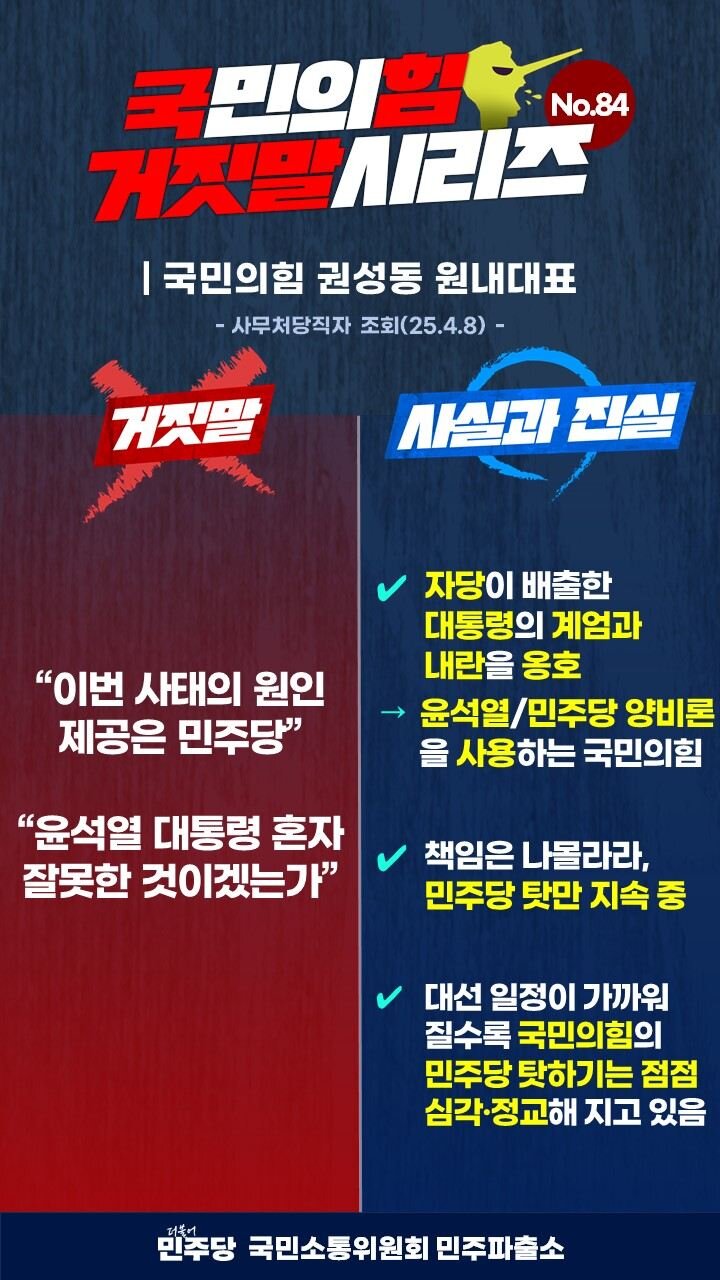 국민의힘
No.84
거짓말시리즈
| 국민의힘 권성동 원내대표
- 사무처당직자 조회(25.4.8) -
거짓말
“이번 사태의 원인
제공은 민주당”
“윤석열 대통령 혼자
잘못한 것이겠는가”
사실과 진실
✔ 자당이 배출한
대통령의 계엄과
내란을 옹호
→ 윤석열/민주당 양비론
을 사용하는 국민의힘
✔ 책임은 나몰라라,
민주당 탓만 지속 중
✔ 대선 일정이 가까워
질수록 국민의힘의
민주당 탓하기는 점점
심각·정교해 지고 있음
더불어
민주당 국민소통위원회 민주파출소